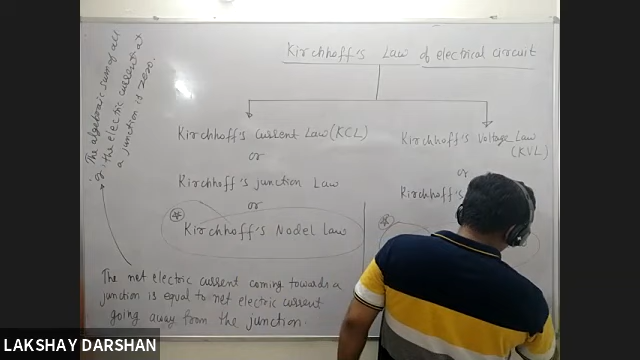 Kirchhoff's Law of electrical circuit
Kirchhoff's Current Law (KCL)
or
Kirchhoff's junction Law
or
Kirchhoff's Nodel Law
Kirchhoff's Voltage Law
(KVL)
or
Kirchhoff's
The net electric current coming towards a
junction is equal to net electric current
going away from the junction.
The algebraic sum of all
or, the electric current at
a junction is zero.
LAKSHAY DARSHAN